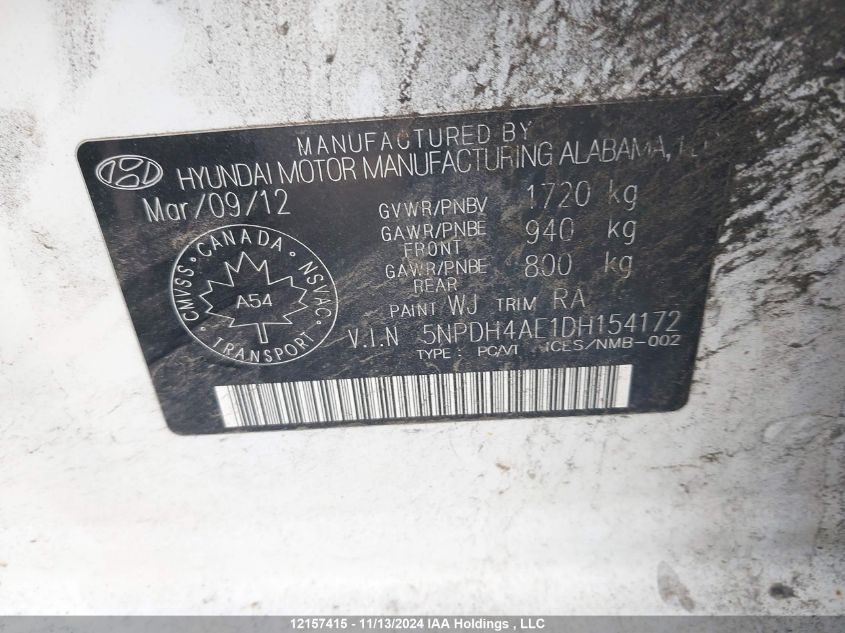 MANUFACTURED BY
HYUNDAI MOTOR MANUFACTURING ALABAMA,
Mar/09/12
GVWR/PNBV 1720 kg
GAWR/PNBE 940 kg
FRONT
GAWR/PNBE 800 kg
REAR
PAINT WJ TRIM RA
CANADA
CMVSS NSVAC
A54
TRANSPORT
V.I.N 5NPDH4AE1DH154172
TYPE : PC/VT ICES/NMB-002
12157415 - 11/13/2024 IAA Holdings , LLC